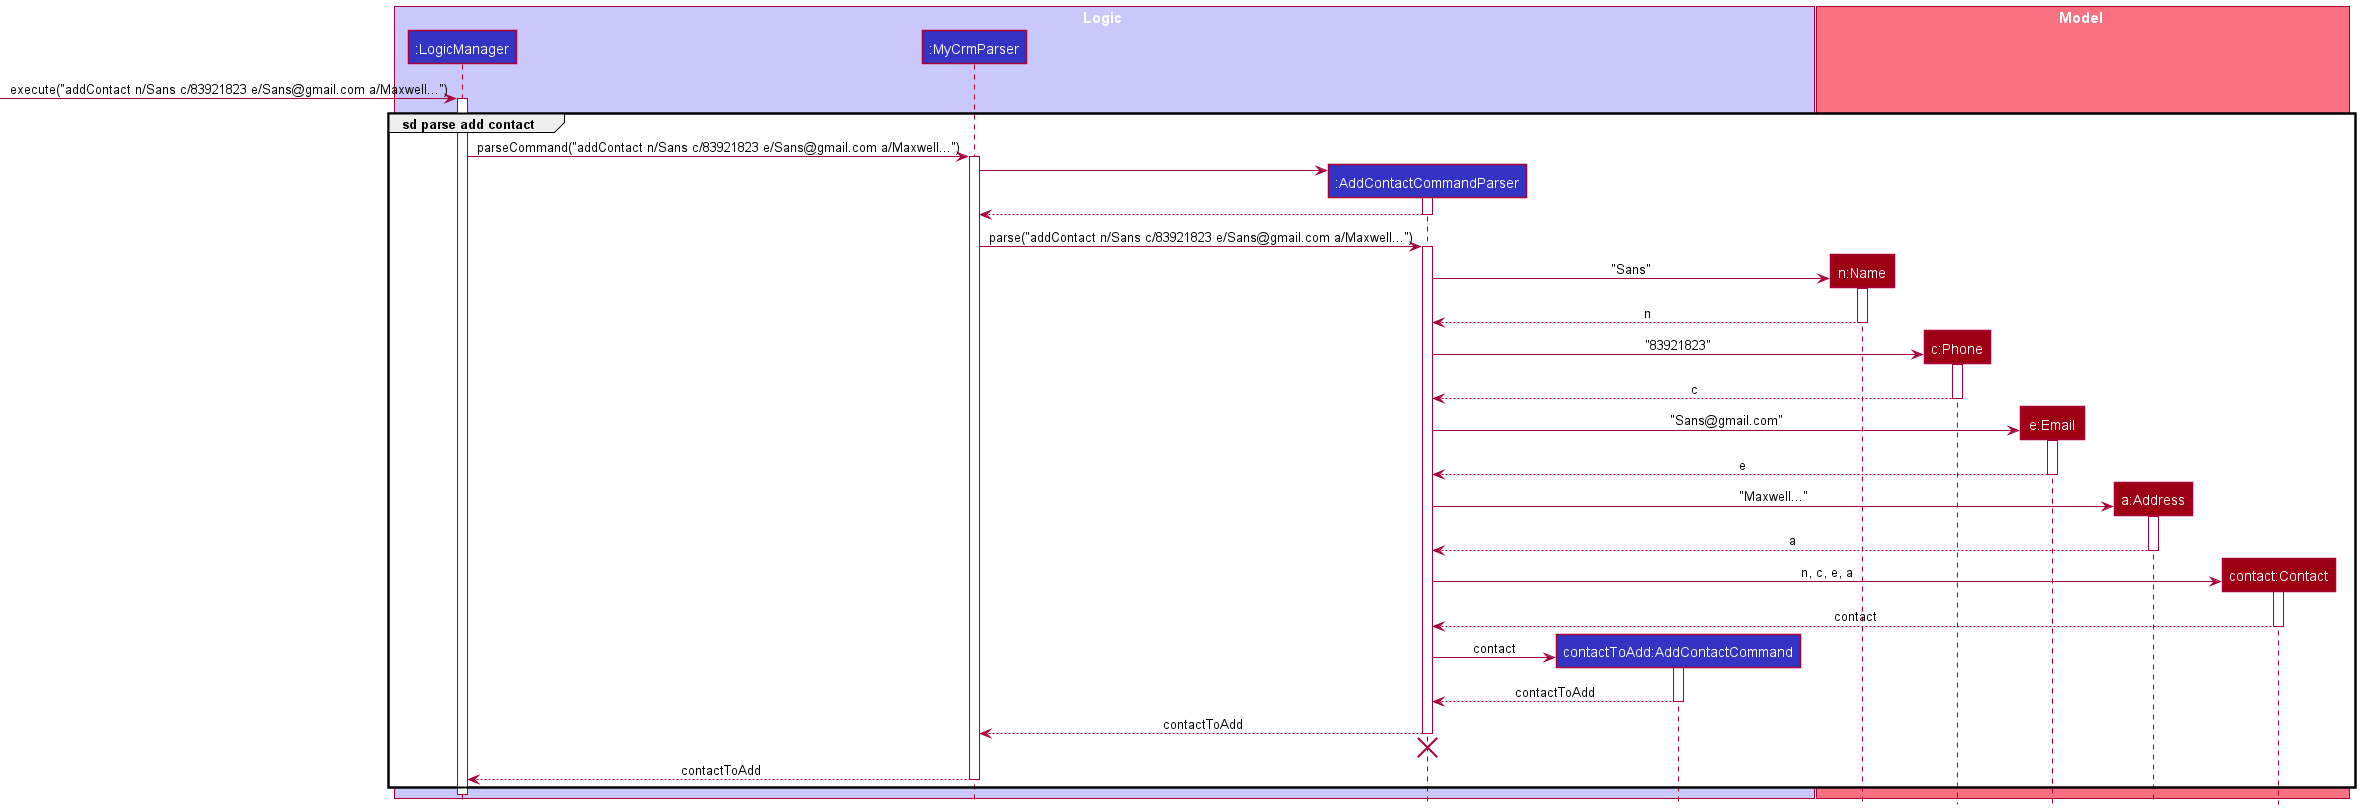 Logic
Model
:LogicManager
:MyCrmParser
execute("addContact n/Sans c/83921823 e/Sans@gmail.com a/Maxwell...")
sd parse add contact
parseCommand("addContact n/Sans c/83921823 e/Sans@gmail.com a/Maxwell...")
:AddContactCommandParser
parse("addContact n/Sans c/83921823 e/Sans@gmail.com a/Maxwell...")
"Sans"
n:Name
n
"83921823"
c:Phone
c
"Sans@gmail.com"
e:Email
e
"Maxwell..."
a:Address
a
n, c, e, a
contact:Contact
contact
contact
contactToAdd:AddContactCommand
contactToAdd
contactToAdd
contactToAdd